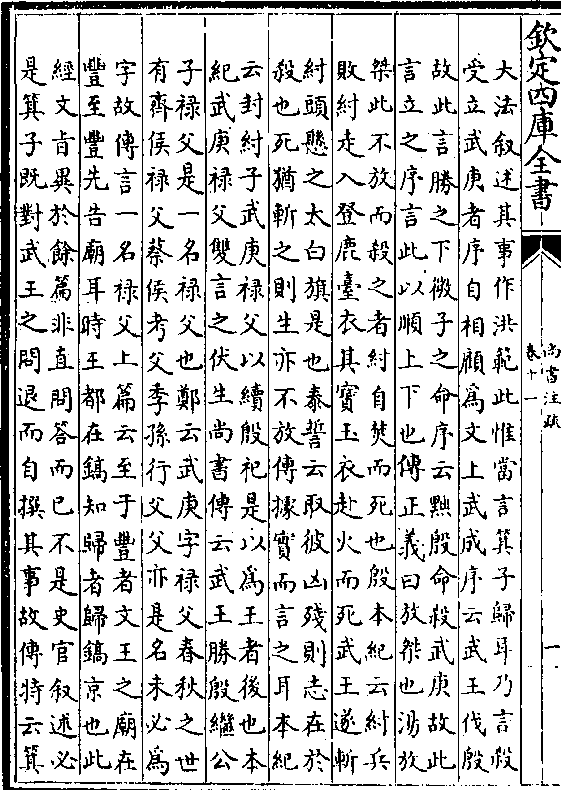 欽定四庫全書
尚書注疏
卷十一
一
大法叙述其事作洪範此惟當言箕子歸耳乃言殺
受立武庚者序自相顧爲文上武成序云武王伐殷
故此言勝之下微子之命序云黜殷命殺武庚故此
言立之序言此以順上下也傳正義曰放桀也湯放
桀此不放而殺之者紂自焚而死也殷本紀云紂兵
敗紂走入登鹿臺衣其寶玉衣赴火而死武王遂斬
紂頭懸之太白旗是也泰誓云取彼凶殘則志在於
殺也死猶斬之則生亦不放傳據實而言之耳本紀
云封紂子武庚禄父以續殷祀是以爲王者後也本
紀武庚禄父雙言之伏生尚書傳云武王勝殷繼公
子禄父是一名禄父也鄭云武庚字禄父春秋之世
有齊侯禄父蔡侯考父季孫行父父亦是名未必爲
字故傳言一名禄父上篇云至于豐者文王之廟在
豐至豐先告廟耳時王都在鎬知歸者歸鎬京也此
經文旨異於餘篇非直問答而已不是史官叙述必
是箕子既對武王之問退而自撰其事故傳特云箕